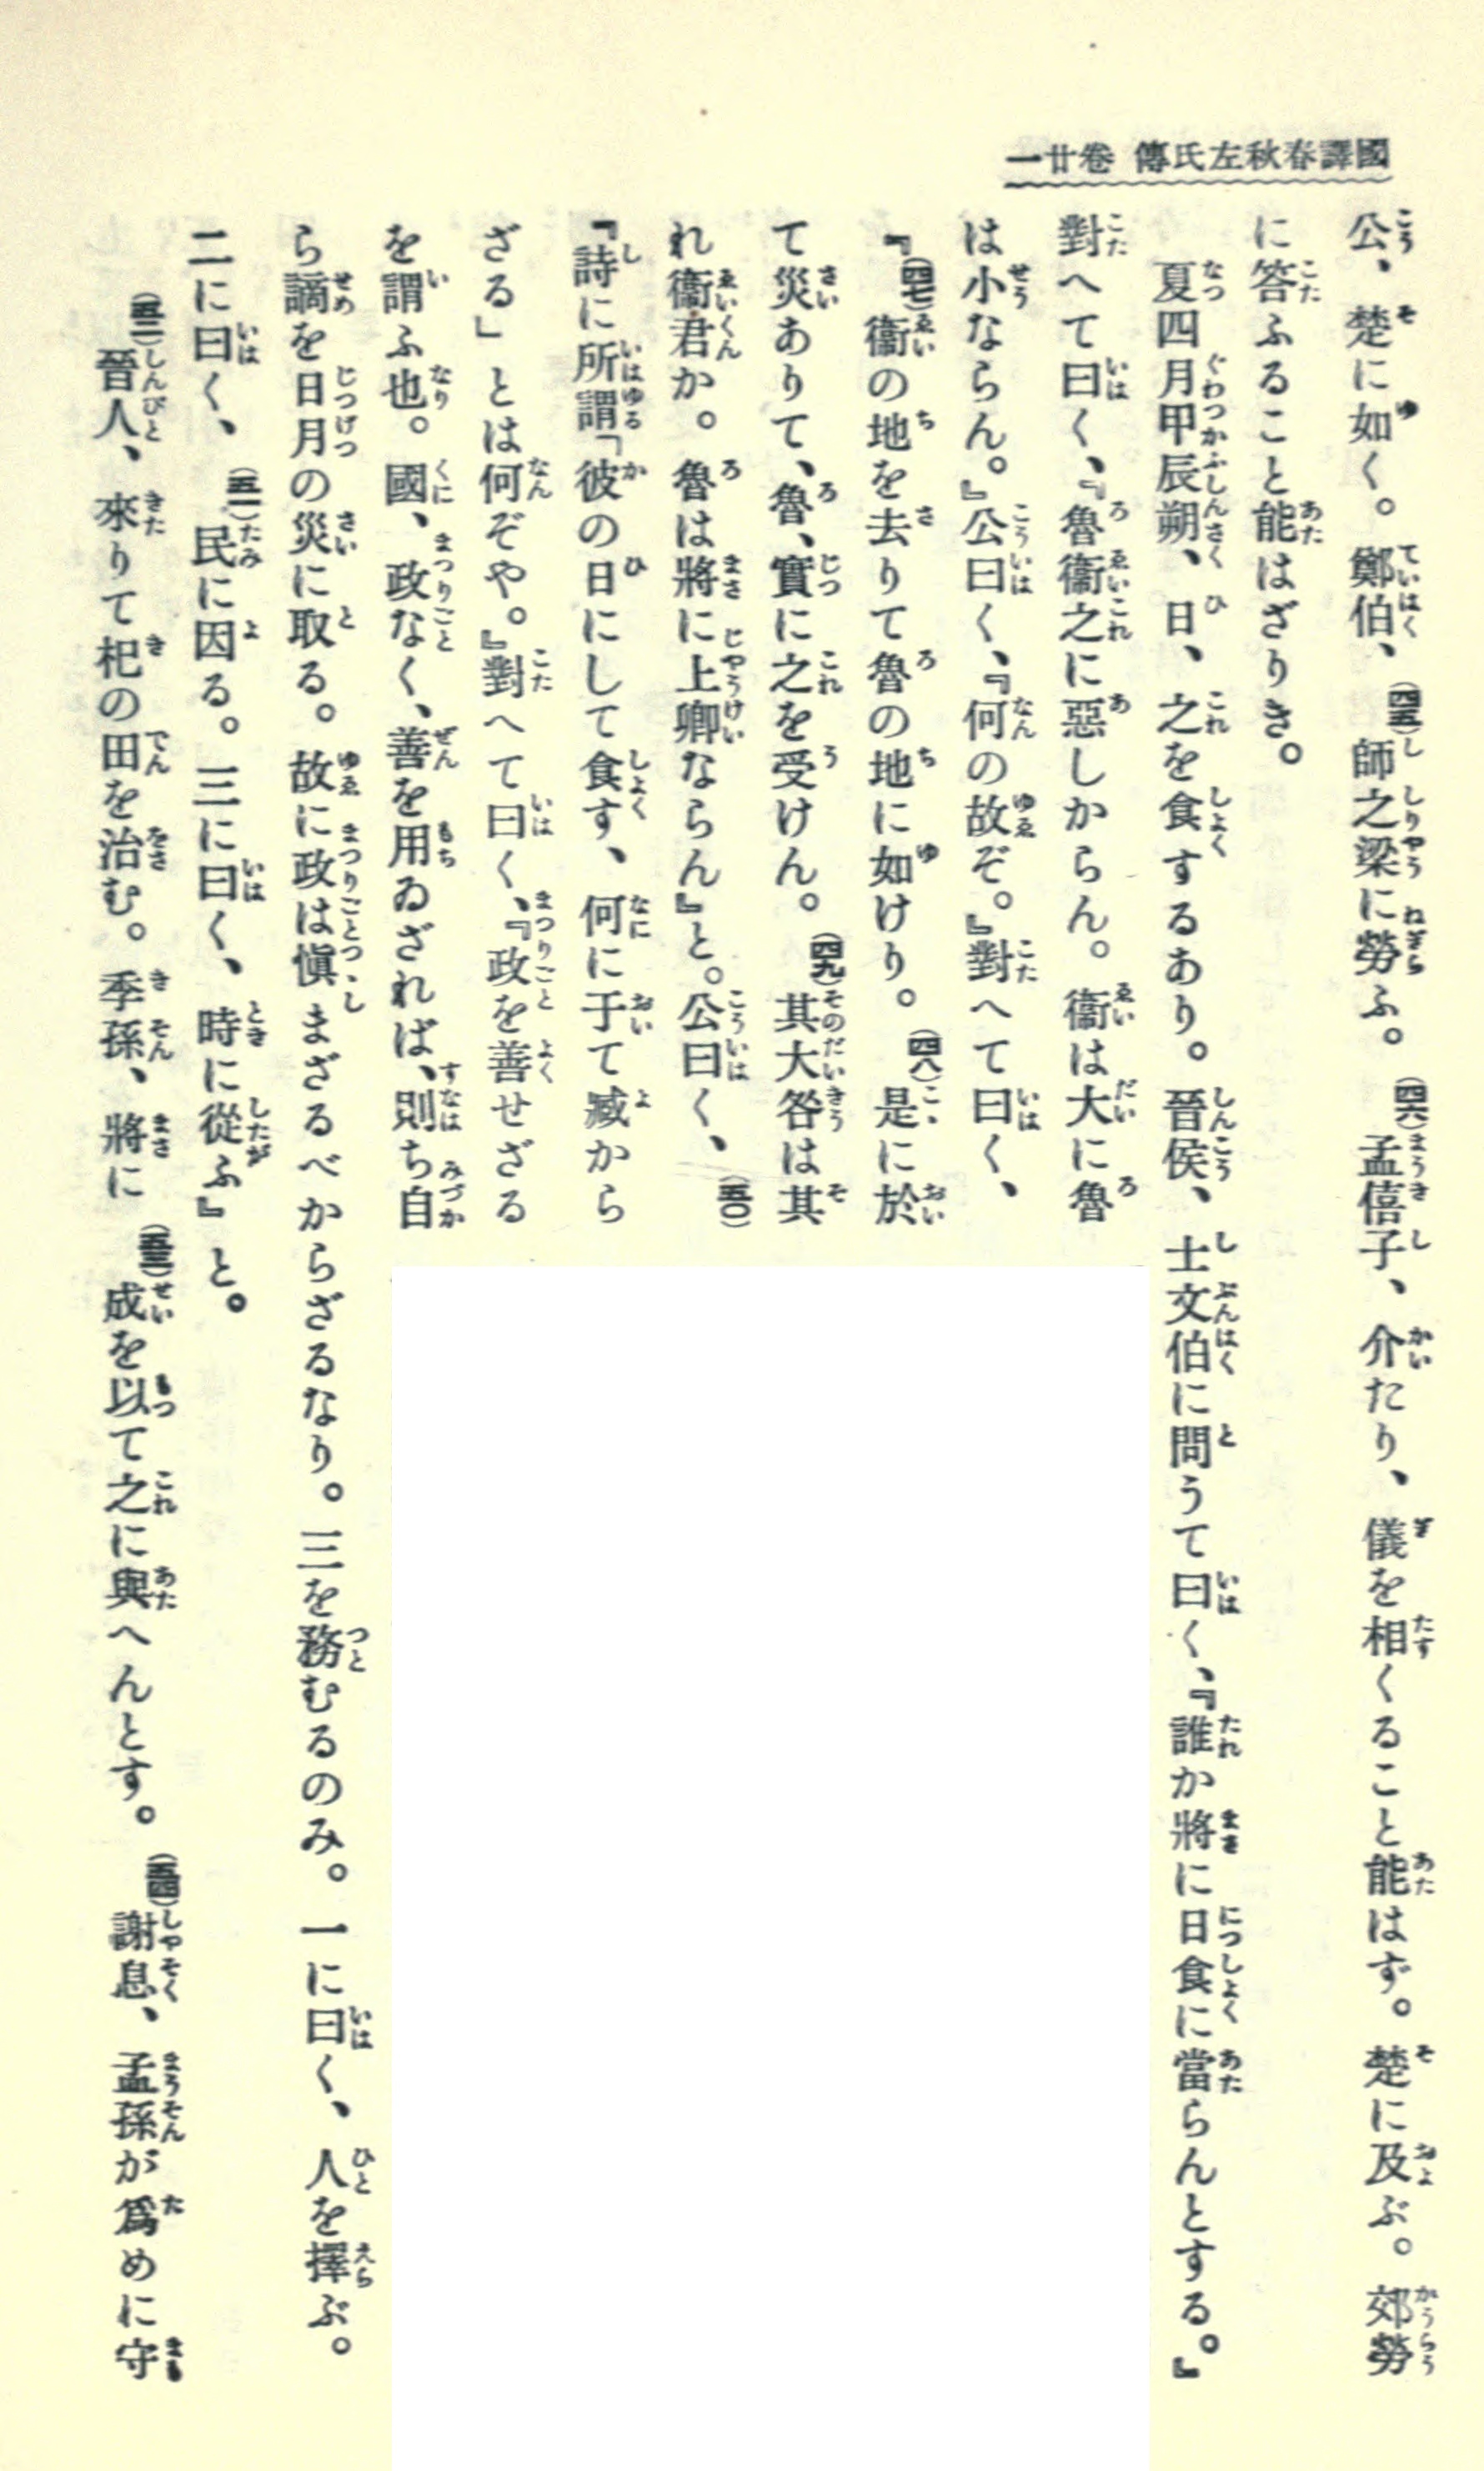 國譯春秋左氏傳 卷廿一
公、楚に如く。鄭伯、(四五)師之梁に勞ふ。(四六)孟僖子、介たり、儀を相くること能はず。楚に及ぶ。郊勞
に答ふること能はざりき。
夏四月甲辰朔、日、之を食するあり。晉侯、士文伯に問うて曰く、『誰か將に日食に當らんとする。』
對へて曰く、『魯衞之に惡しからん。衞は大に魯
は小ならん。』公曰く、『何の故ぞ。』對へて曰く、
『(四七)衞の地を去りて魯の地に如けり。(四八)是に於
て災ありて、魯、實に之を受けん。(四九)其大咎は其
れ衞君か。魯は將に上卿ならん』と。公曰く、(五〇)
『詩に所謂「彼の日にして食す、何に于て臧から
ざる」とは何ぞや。』對へて曰く、『政を善せざる
を謂ふ也。國、政なく、善を用ゐざれば、則ち自
ら謫を日月の災に取る。故に政は愼まざるべからざるなり。三を務むるのみ。一に曰く、人を擇ぶ。
二に曰く、(五一)民に因る。三に曰く、時に從ふ』と。
(五二)晉人、來りて杞の田を治む。季孫、將に(五三)成を以て之に與へんとす。(五四)謝息、孟孫が爲めに守